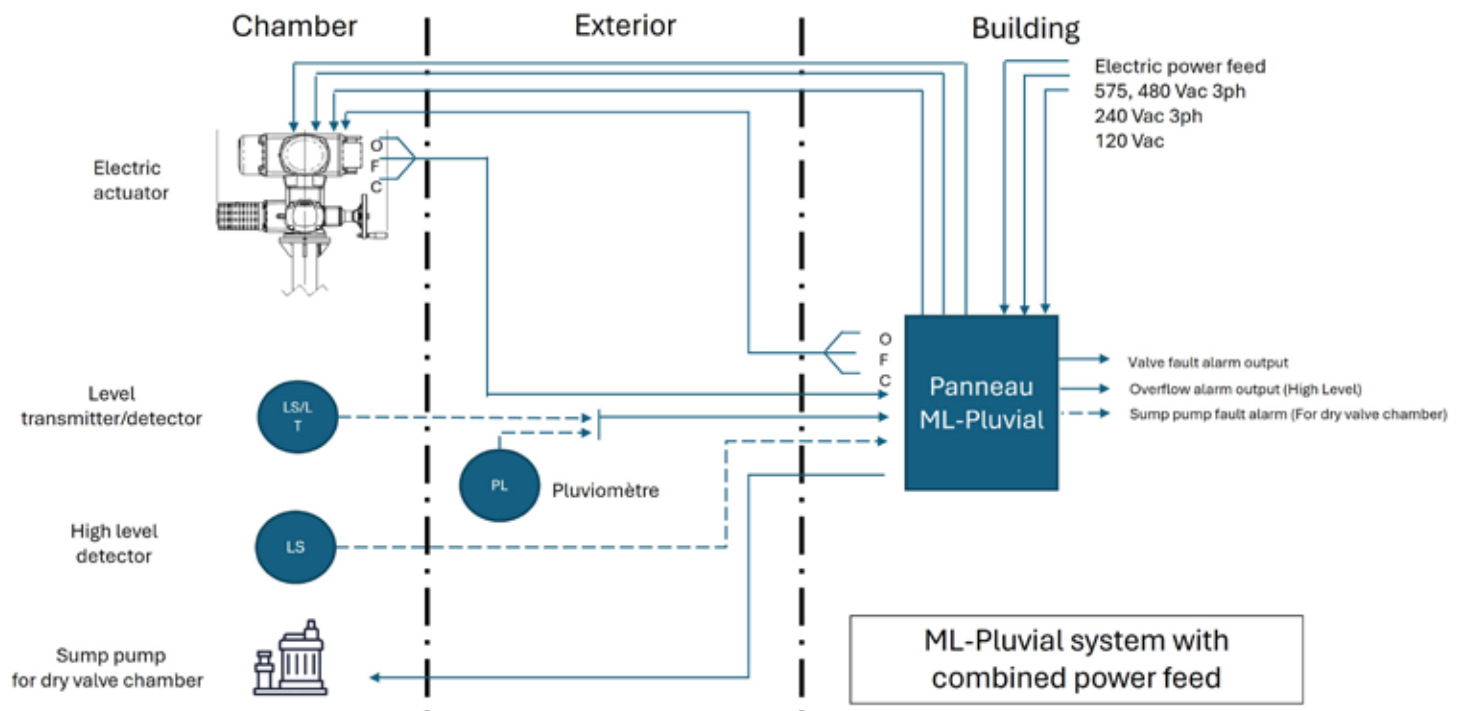 Chamber
Exterior
Building
Electric power feed
575, 480 Vac 3ph
240 Vac 3ph
120 Vac
Electric
actuator
O
F
C
O
F
C
Panneau
ML-Pluvial
Valve fault alarm output
Overflow alarm output (High Level)
Sump pump fault alarm (For dry valve chamber)
Level
transmitter/detector
LS/L
T
PL
Pluviomètre
High level
detector
LS
Sump pump
for dry valve chamber
ML-Pluvial system with
combined power feed